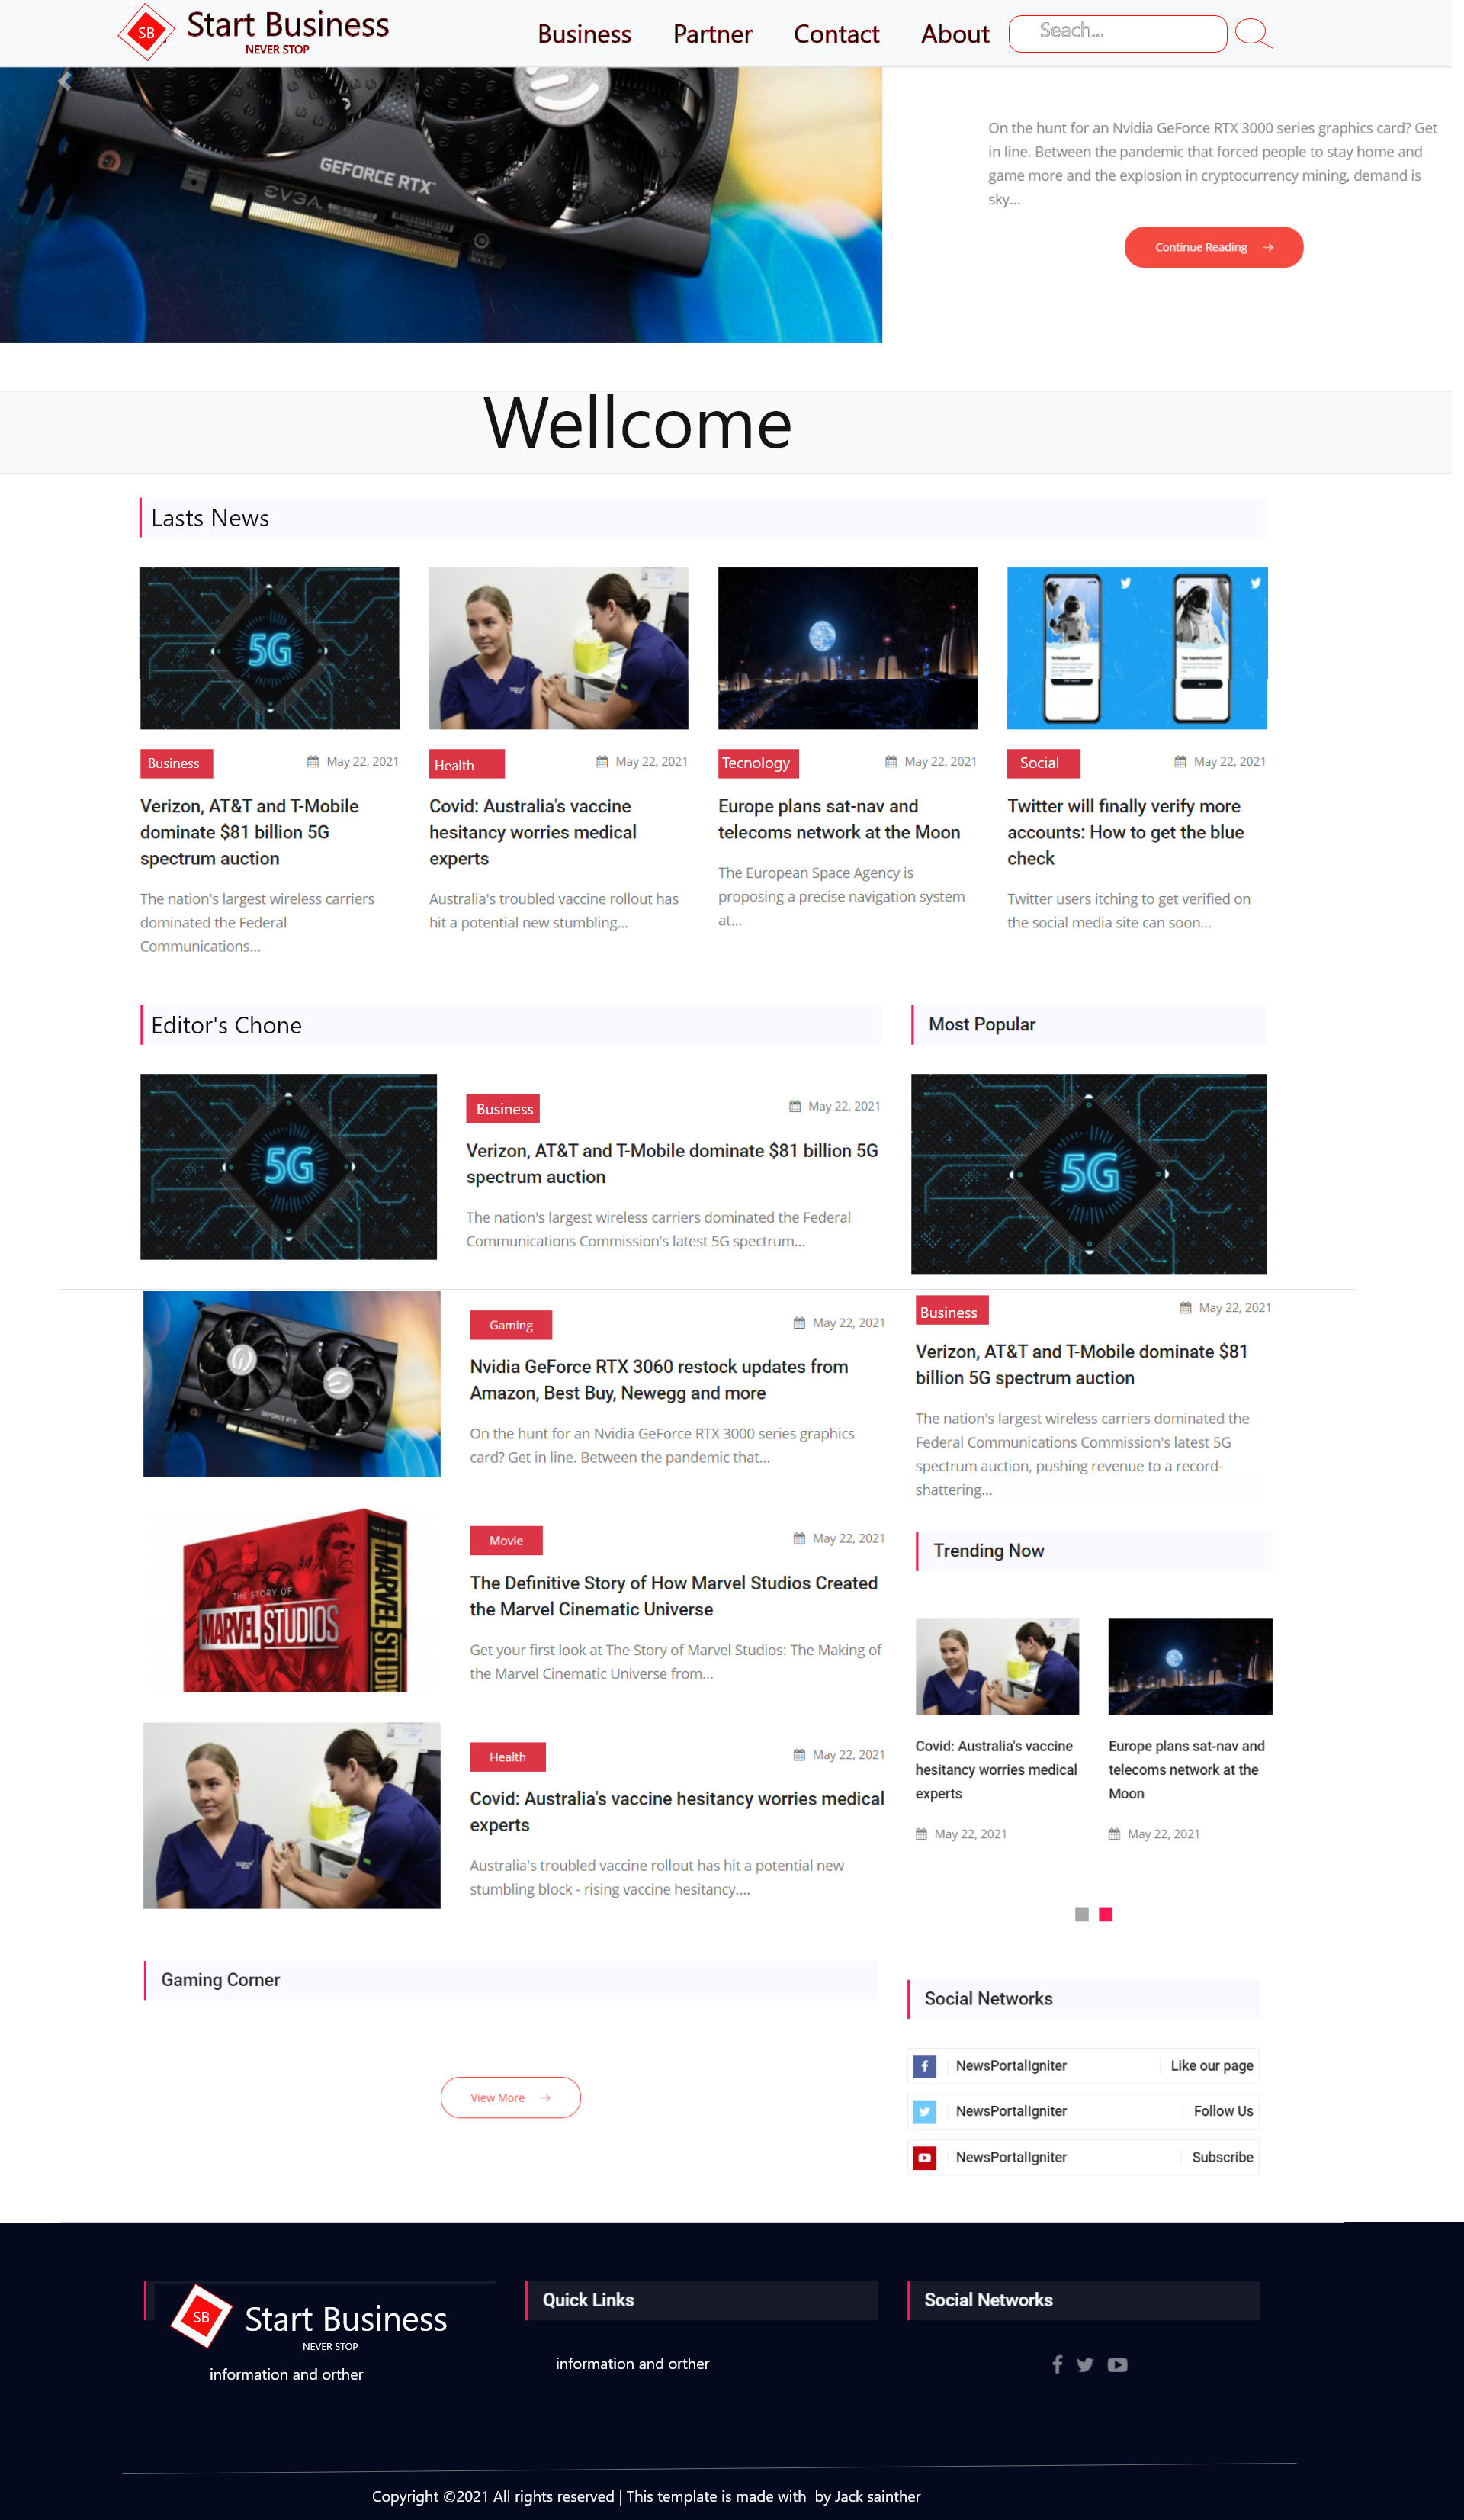 SB
Start Business
NEVER STOP
Business
Partner
Contact
About
Seach...
GEFORCE RTX
EVGA
On the hunt for an Nvidia GeForce RTX 3000 series graphics card? Get
in line. Between the pandemic that forced people to stay home and
game more and the explosion in cryptocurrency mining, demand is
sky...
Continue Reading
Wellcome
Lasts News
5G
Business
May 22, 2021
Verizon, AT&T and T-Mobile
dominate $81 billion 5G
spectrum auction
The nation's largest wireless carriers
dominated the Federal
Communications...
Health
May 22, 2021
Covid: Australia's vaccine
hesitancy worries medical
experts
Australia's troubled vaccine rollout has
hit a potential new stumbling...
Tecnology
May 22, 2021
Europe plans sat-nav and
telecoms network at the Moon
The European Space Agency is
proposing a precise navigation system
at...
Social
May 22, 2021
Twitter will finally verify more
accounts: How to get the blue
check
Twitter users itching to get verified on
the social media site can soon...
Editor's Chone
5G
Business
May 22, 2021
Verizon, AT&T and T-Mobile dominate $81 billion 5G
spectrum auction
The nation's largest wireless carriers dominated the Federal
Communications Commission's latest 5G spectrum...
GEFORCE RTX
EVGA
Gaming
May 22, 2021
Nvidia GeForce RTX 3060 restock updates from
Amazon, Best Buy, Newegg and more
On the hunt for an Nvidia GeForce RTX 3000 series graphics
card? Get in line. Between the pandemic that...
THE STORY OF
MARVEL STUDIOS
MARVEL STUDIO
Movie
May 22, 2021
The Definitive Story of How Marvel Studios Created
the Marvel Cinematic Universe
Get your first look at The Story of Marvel Studios: The Making of
the Marvel Cinematic Universe from...
Health
May 22, 2021
Covid: Australia's vaccine hesitancy worries medical
experts
Australia's troubled vaccine rollout has hit a potential new
stumbling block - rising vaccine hesitancy....
Most Popular
5G
Business
May 22, 2021
Verizon, AT&T and T-Mobile dominate $81
billion 5G spectrum auction
The nation's largest wireless carriers dominated the
Federal Communications Commission's latest 5G
spectrum auction, pushing revenue to a record-
shattering...
Trending Now
Covid: Australia's vaccine
hesitancy worries medical
experts
May 22, 2021
Europe plans sat-nav and
telecoms network at the
Moon
May 22, 2021
Gaming Corner
View More
Social Networks
NewsPortalIgniter
Like our page
NewsPortalIgniter
Follow Us
NewsPortalIgniter
Subscribe
SB
Start Business
NEVER STOP
information and orther
Quick Links
information and orther
Social Networks
Copyright ©2021 All rights reserved | This template is made with by Jack sainther